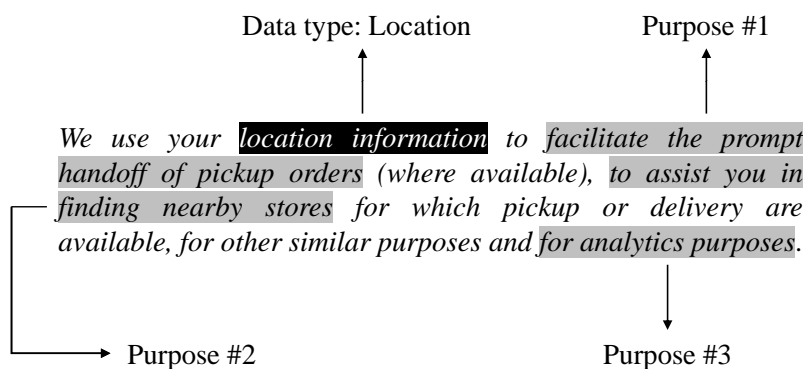 Data type: Location Purpose #1
We use your location information to facilitate the prompt
handoff of pickup orders (where available), to assist you in
finding nearby stores for which pickup or delivery are
available, for other similar purposes and for analytics purposes.
Purpose #2 Purpose #3